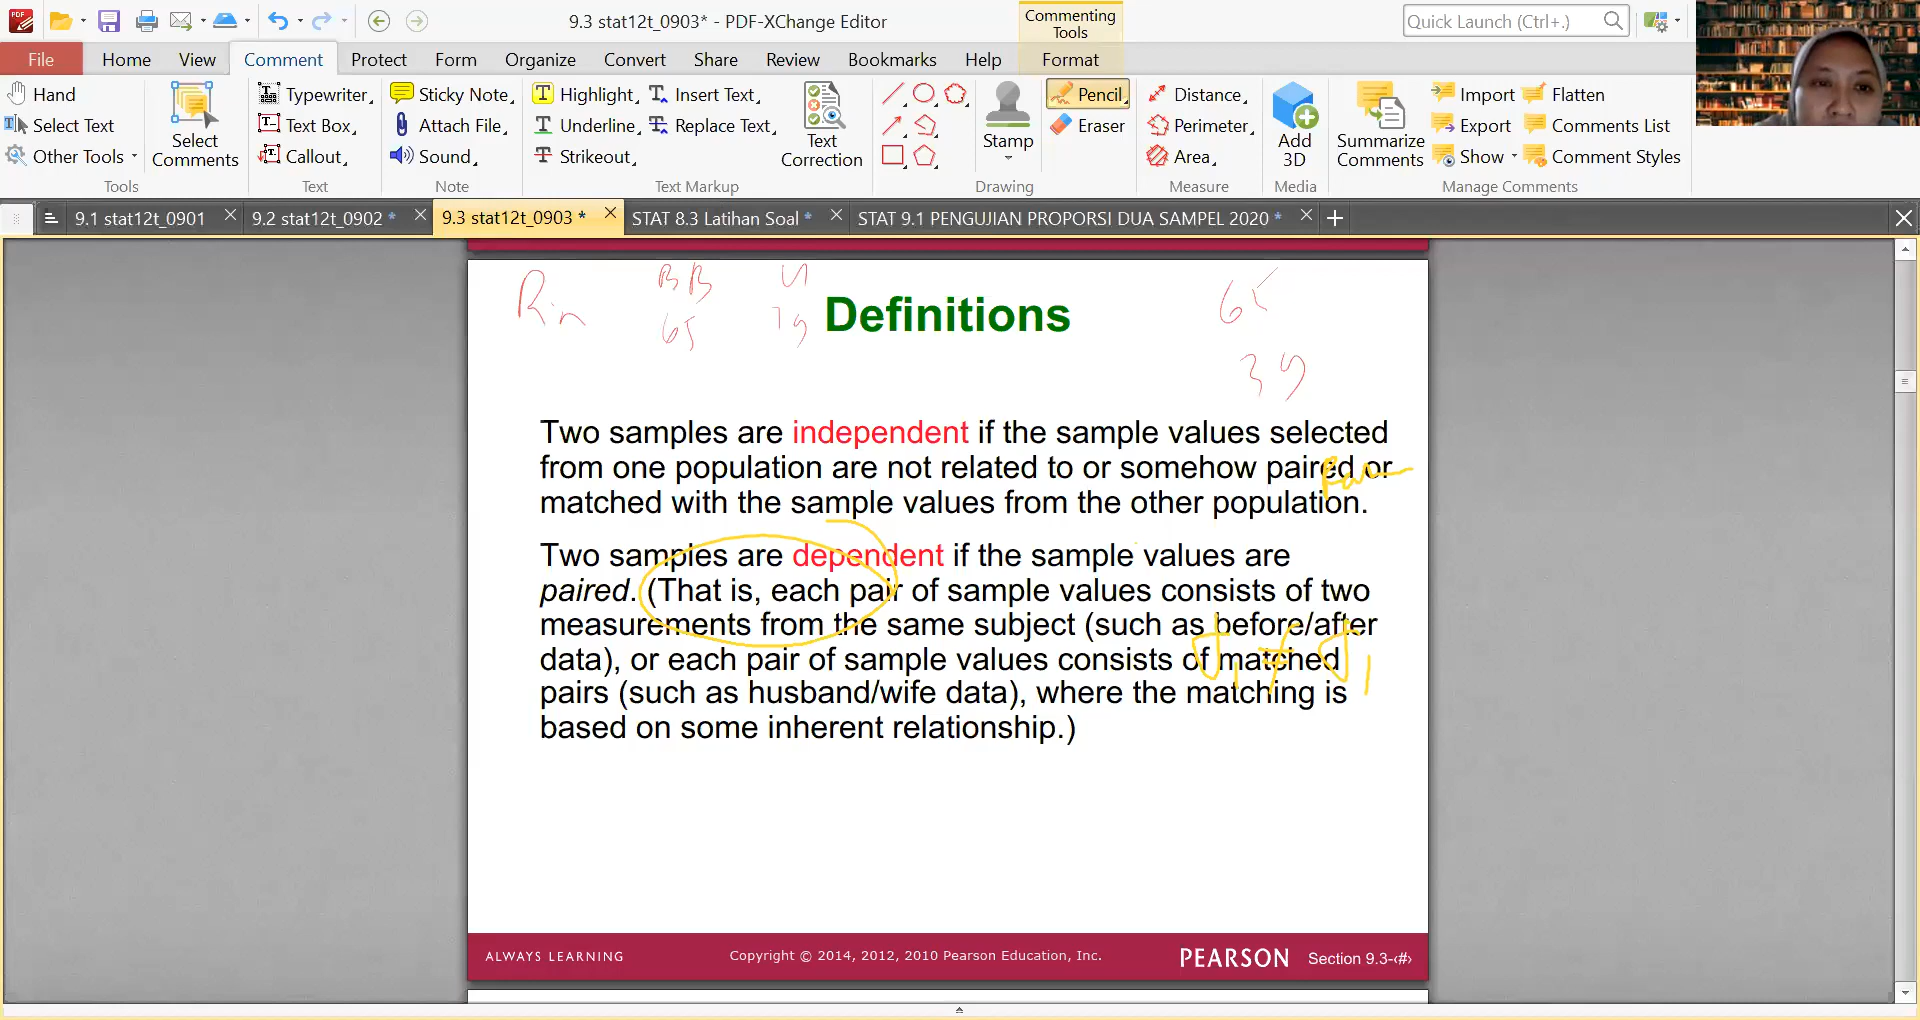 9.3 stat12t_0903* - PDF-XChange Editor
Commenting Tools
Quick Launch (Ctrl+.)
File Home View Comment Protect Form Organize Convert Share Review Bookmarks Help Format
Hand
Select Text
Other Tools
Select Comments
Tools
Typewriter
Text Box
Callout
Text
Sticky Note
Attach File
Sound
Note
Highlight
Underline
Strikeout
Insert Text
Replace Text
Text Correction
Text Markup
Stamp
Pencil
Eraser
Drawing
Distance
Perimeter
Area
Measure
Add 3D
Media
Summarize Comments
Import
Export
Show
Flatten
Comments List
Comment Styles
Manage Comments
9.1 stat12t_0901
9.2 stat12t_0902 *
9.3 stat12t_0903 *
STAT 8.3 Latihan Soal *
STAT 9.1 PENGUJIAN PROPORSI DUA SAMPEL 2020 *
BB
65
65
39
Definitions
Two samples are independent if the sample values selected
from one population are not related to or somehow paired or
matched with the sample values from the other population.
Two samples are dependent if the sample values are
paired. (That is, each pair of sample values consists of two
measurements from the same subject (such as before/after
data), or each pair of sample values consists of matched
pairs (such as husband/wife data), where the matching is
based on some inherent relationship.)
ALWAYS LEARNING
Copyright © 2014, 2012, 2010 Pearson Education, Inc.
PEARSON
Section 9.3-‹#›